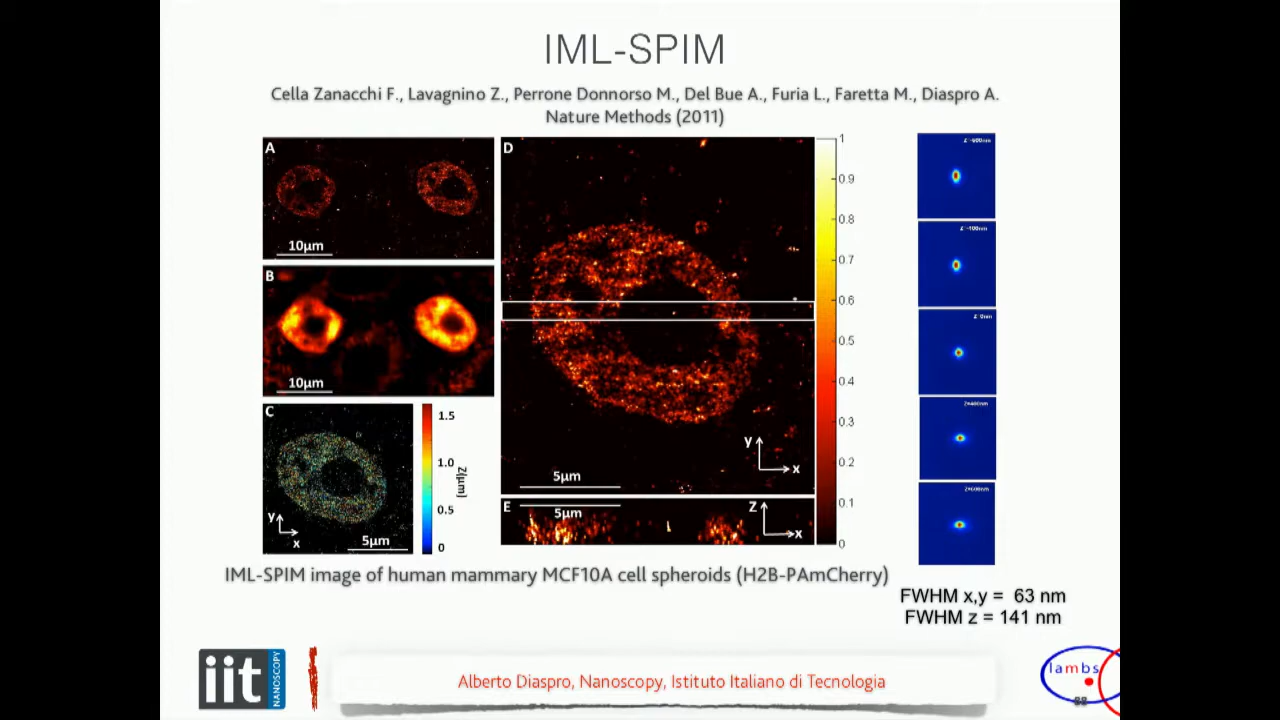 IML-SPIM
Cella Zanacchi F., Lavagnino Z., Perrone Donnorso M., Del Bue A., Furia L., Faretta M., Diaspro A.
Nature Methods (2011)
A
10μm
B
10μm
C
y
x
5μm
1.5
1.0
0.5
0
Z(μm)
D
y
x
5μm
E
5μm
Z
x
1
0.9
0.8
0.7
0.6
0.5
0.4
0.3
0.2
0.1
0
Z=0nm
Z=400nm
Z=600nm
IML-SPIM image of human mammary MCF10A cell spheroids (H2B-PAmCherry)
FWHM x,y = 63 nm
FWHM z = 141 nm
iit
NANOSCOPY
Alberto Diaspro, Nanoscopy, Istituto Italiano di Tecnologia
lambs